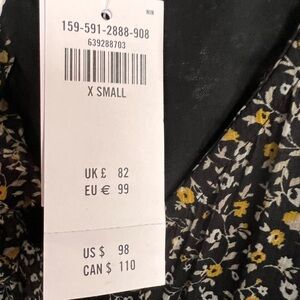 159-591-2888-908
639288703
X SMALL
UK £ 82
EU € 99
US $ 98
CAN $ 110